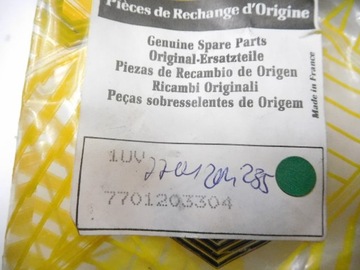 Pièces de Rechange d'Origine
Genuine Spare Parts
Original-Ersatzteile
Piezas de Recambio de Origen
Ricambi Originali
Peças sobresselentes de Origem
Made in France
1UV
7701204285
7701203304